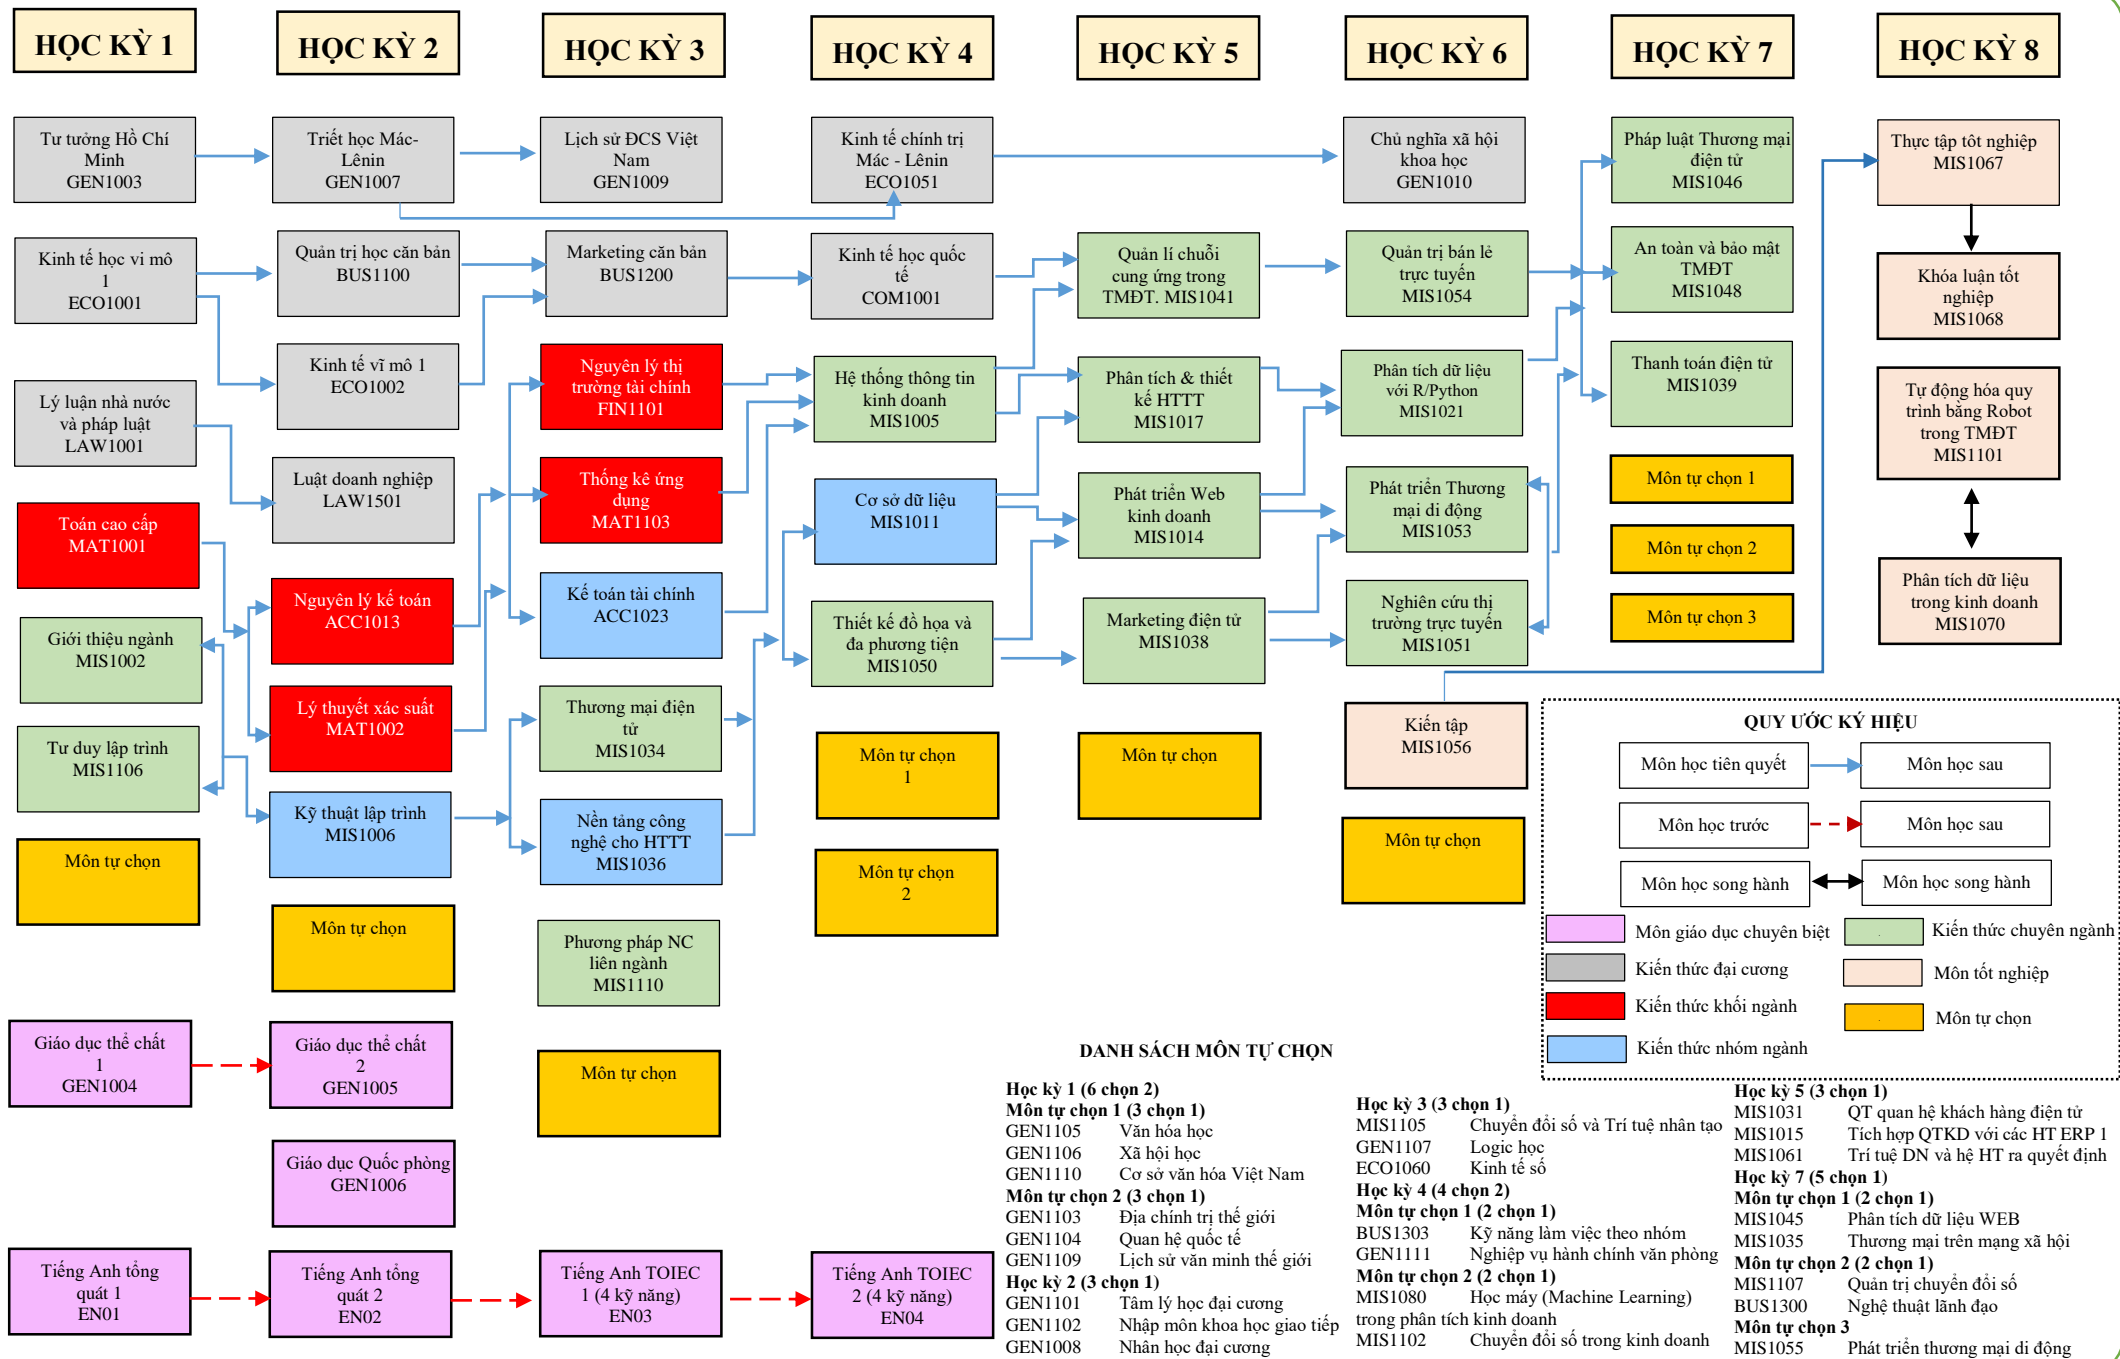 HỌC KỲ 1
HỌC KỲ 2
HỌC KỲ 3
HỌC KỲ 4
HỌC KỲ 5
HỌC KỲ 6
HỌC KỲ 7
HỌC KỲ 8
Tư tưởng Hồ Chí
Minh
GEN1003
Triết học Mác-
Lênin
GEN1007
Lịch sử ĐCS Việt
Nam
GEN1009
Kinh tế chính trị
Mác - Lênin
ECO1051
Chủ nghĩa xã hội
khoa học
GEN1010
Pháp luật Thương mại
điện tử
MIS1046
Thực tập tốt nghiệp
MIS1067
Kinh tế học vi mô
1
ECO1001
Quản trị học căn bản
BUS1100
Marketing căn bản
BUS1200
Kinh tế học quốc
tế
COM1001
Quản lí chuỗi
cung ứng trong
TMĐT. MIS1041
Quản trị bán lẻ
trực tuyến
MIS1054
An toàn và bảo mật
TMĐT
MIS1048
Khóa luận tốt
nghiệp
MIS1068
Kinh tế vĩ mô 1
ECO1002
Nguyên lý thị
trường tài chính
FIN1101
Hệ thống thông tin
kinh doanh
MIS1005
Phân tích & thiết
kế HTTT
MIS1017
Phân tích dữ liệu
với R/Python
MIS1021
Thanh toán điện tử
MIS1039
Tự động hóa quy
trình bằng Robot
trong TMĐT
MIS1101
Lý luận nhà nước
và pháp luật
LAW1001
Luật doanh nghiệp
LAW1501
Thống kê ứng
dụng
MAT1103
Cơ sở dữ liệu
MIS1011
Phát triển Web
kinh doanh
MIS1014
Phát triển Thương
mại di động
MIS1053
Môn tự chọn 1
Môn tự chọn 2
Môn tự chọn 3
Phân tích dữ liệu
trong kinh doanh
MIS1070
Toán cao cấp
MAT1001
Nguyên lý kế toán
ACC1013
Kế toán tài chính
ACC1023
Thiết kế đồ họa và
đa phương tiện
MIS1050
Marketing điện tử
MIS1038
Nghiên cứu thị
trường trực tuyến
MIS1051
Giới thiệu ngành
MIS1002
Lý thuyết xác suất
MAT1002
Thương mại điện
tử
MIS1034
Môn tự chọn
1
Môn tự chọn
Kiến tập
MIS1056
Tư duy lập trình
MIS1106
Kỹ thuật lập trình
MIS1006
Nền tảng công
nghệ cho HTTT
MIS1036
Môn tự chọn
2
Môn tự chọn
Môn tự chọn
Môn tự chọn
Phương pháp NC
liên ngành
MIS1110
Môn tự chọn
Giáo dục thể chất
1
GEN1004
Giáo dục thể chất
2
GEN1005
Giáo dục Quốc phòng
GEN1006
Tiếng Anh tổng
quát 1
EN01
Tiếng Anh tổng
quát 2
EN02
Tiếng Anh TOIEC
1 (4 kỹ năng)
EN03
Tiếng Anh TOIEC
2 (4 kỹ năng)
EN04
QUY ƯỚC KÝ HIỆU
Môn học tiên quyết
Môn học sau
Môn học trước
Môn học sau
Môn học song hành
Môn học song hành
Môn giáo dục chuyên biệt
Kiến thức chuyên ngành
Kiến thức đại cương
Môn tốt nghiệp
Kiến thức khối ngành
Môn tự chọn
Kiến thức nhóm ngành
DANH SÁCH MÔN TỰ CHỌN
Học kỳ 1 (6 chọn 2)
Môn tự chọn 1 (3 chọn 1)
GEN1105 Văn hóa học
GEN1106 Xã hội học
GEN1110 Cơ sở văn hóa Việt Nam
Môn tự chọn 2 (3 chọn 1)
GEN1103 Địa chính trị thế giới
GEN1104 Quan hệ quốc tế
GEN1109 Lịch sử văn minh thế giới
Học kỳ 2 (3 chọn 1)
GEN1101 Tâm lý học đại cương
GEN1102 Nhập môn khoa học giao tiếp
GEN1008 Nhân học đại cương
Học kỳ 3 (3 chọn 1)
MIS1105 Chuyển đổi số và Trí tuệ nhân tạo
GEN1107 Logic học
ECO1060 Kinh tế số
Học kỳ 4 (4 chọn 2)
Môn tự chọn 1 (2 chọn 1)
BUS1303 Kỹ năng làm việc theo nhóm
GEN1111 Nghiệp vụ hành chính văn phòng
Môn tự chọn 2 (2 chọn 1)
MIS1080 Học máy (Machine Learning)
trong phân tích kinh doanh
MIS1102 Chuyển đổi số trong kinh doanh
Học kỳ 5 (3 chọn 1)
MIS1031 QT quan hệ khách hàng điện tử
MIS1015 Tích hợp QTKD với các HT ERP 1
MIS1061 Trí tuệ DN và hệ HT ra quyết định
Học kỳ 7 (5 chọn 1)
Môn tự chọn 1 (2 chọn 1)
MIS1045 Phân tích dữ liệu WEB
MIS1035 Thương mại trên mạng xã hội
Môn tự chọn 2 (2 chọn 1)
MIS1107 Quản trị chuyển đổi số
BUS1300 Nghệ thuật lãnh đạo
Môn tự chọn 3
MIS1055 Phát triển thương mại di động